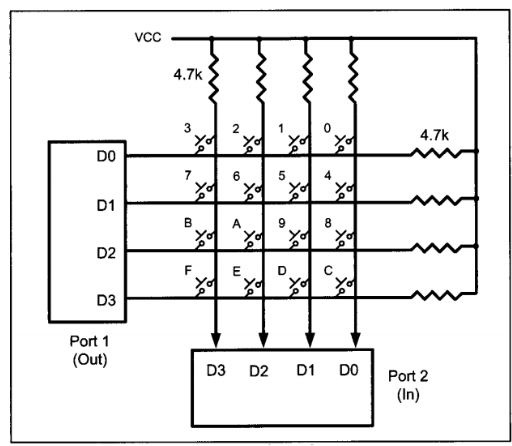 VCC
4.7k
3 2 1 0
4.7k
D0
7 6 5 4
D1
B A 9 8
D2
F E D C
D3
Port 1
(Out)
D3 D2 D1 D0
Port 2
(In)